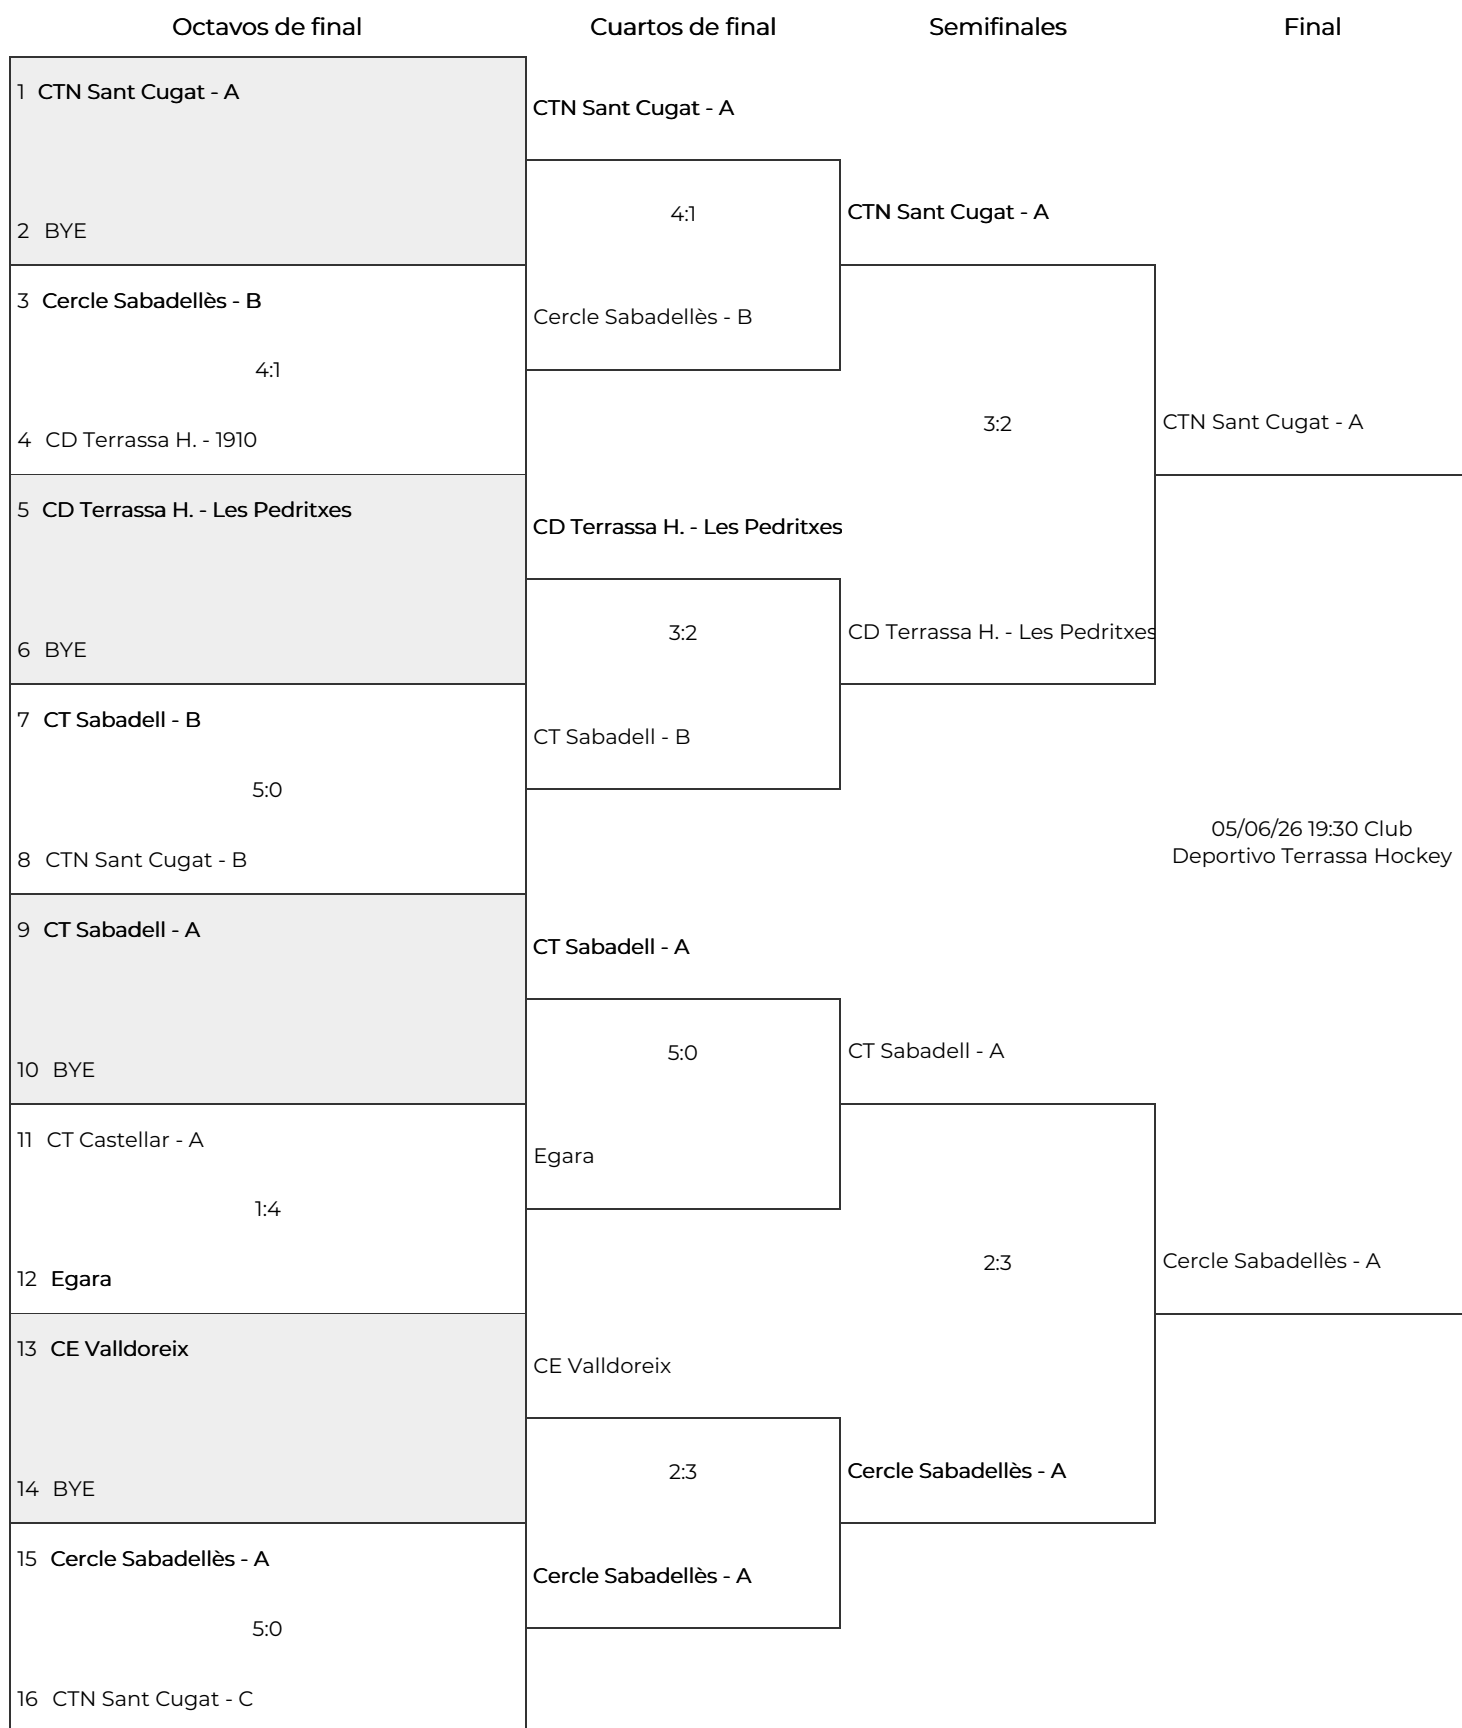 Octavos de final
Cuartos de final
Semifinales
Final
1 CTN Sant Cugat - A
2 BYE
3 Cercle Sabadellès - B
4:1
4 CD Terrassa H. - 1910
5 CD Terrassa H. - Les Pedritxes
6 BYE
7 CT Sabadell - B
5:0
8 CTN Sant Cugat - B
9 CT Sabadell - A
10 BYE
11 CT Castellar - A
1:4
12 Egara
13 CE Valldoreix
14 BYE
15 Cercle Sabadellès - A
5:0
16 CTN Sant Cugat - C
CTN Sant Cugat - A
4:1
Cercle Sabadellès - B
CD Terrassa H. - Les Pedritxes
3:2
CT Sabadell - B
CT Sabadell - A
5:0
Egara
CE Valldoreix
2:3
Cercle Sabadellès - A
CTN Sant Cugat - A
3:2
CD Terrassa H. - Les Pedritxes
CT Sabadell - A
2:3
Cercle Sabadellès - A
CTN Sant Cugat - A
05/06/26 19:30 Club
Deportivo Terrassa Hockey
Cercle Sabadellès - A